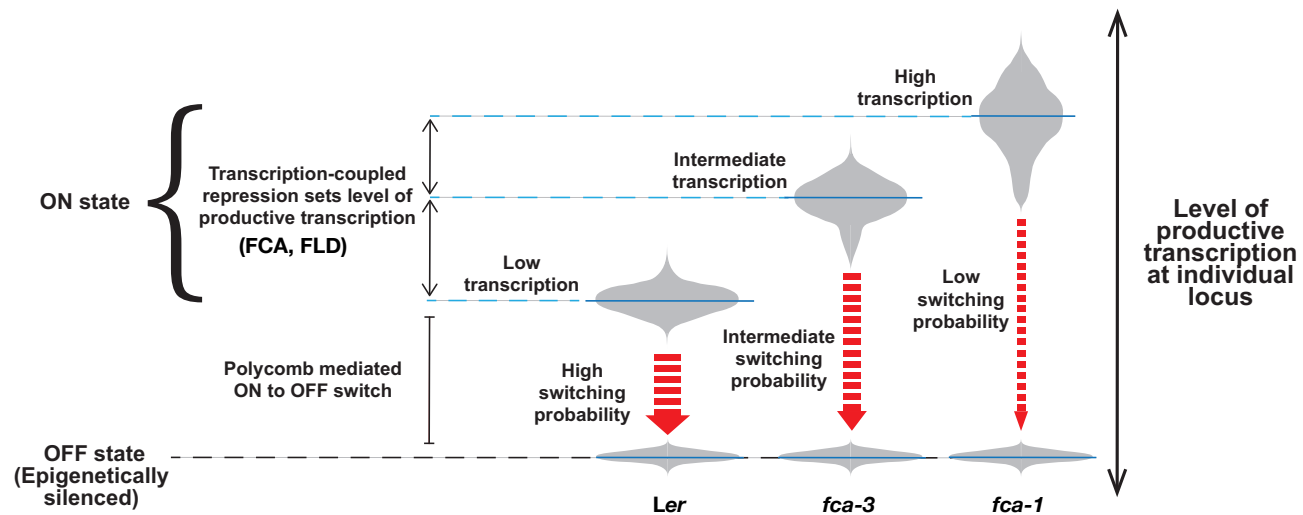 High
transcription
Intermediate
transcription
ON state
Transcription-coupled
repression sets level of
productive transcription
(FCA, FLD)
Low
transcription
Level of
productive
transcription
at individual
locus
Low
switching
probability
Intermediate
switching
probability
High
switching
probability
Polycomb mediated
ON to OFF switch
OFF state
(Epigenetically
silenced)
Ler
fca-3
fca-1